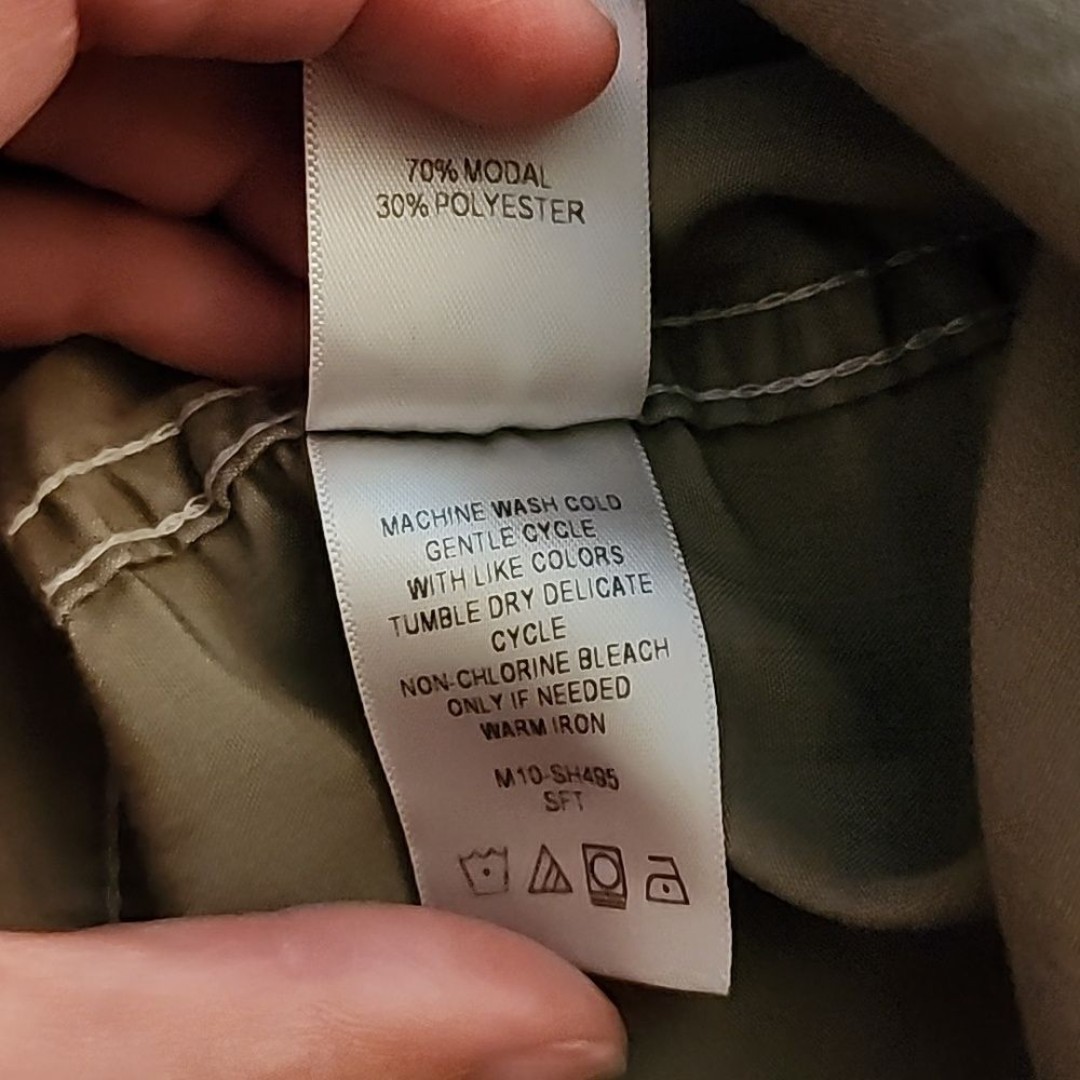 70% MODAL
30% POLYESTER
MACHINE WASH COLD
GENTLE CYCLE
WITH LIKE COLORS
TUMBLE DRY DELICATE
CYCLE
NON-CHLORINE BLEACH
ONLY IF NEEDED
WARM IRON
M10-SH495
SFT